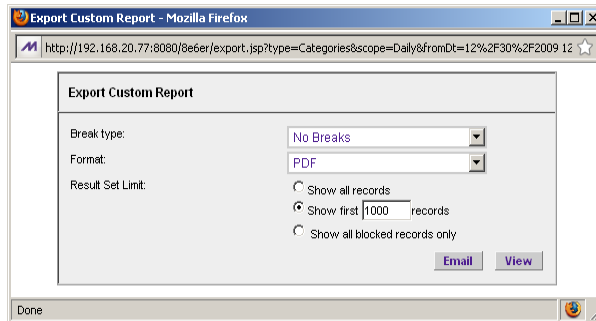 Export Custom Report - Mozilla Firefox
http://192.168.20.77:8080/8e6er/export.jsp?type=Categories&scope=Daily&fromDt=12%2F30%2F2009 12
Export Custom Report
Break type:
No Breaks
Format:
PDF
Result Set Limit:
Show all records
Show first 1000 records
Show all blocked records only
Email View
Done